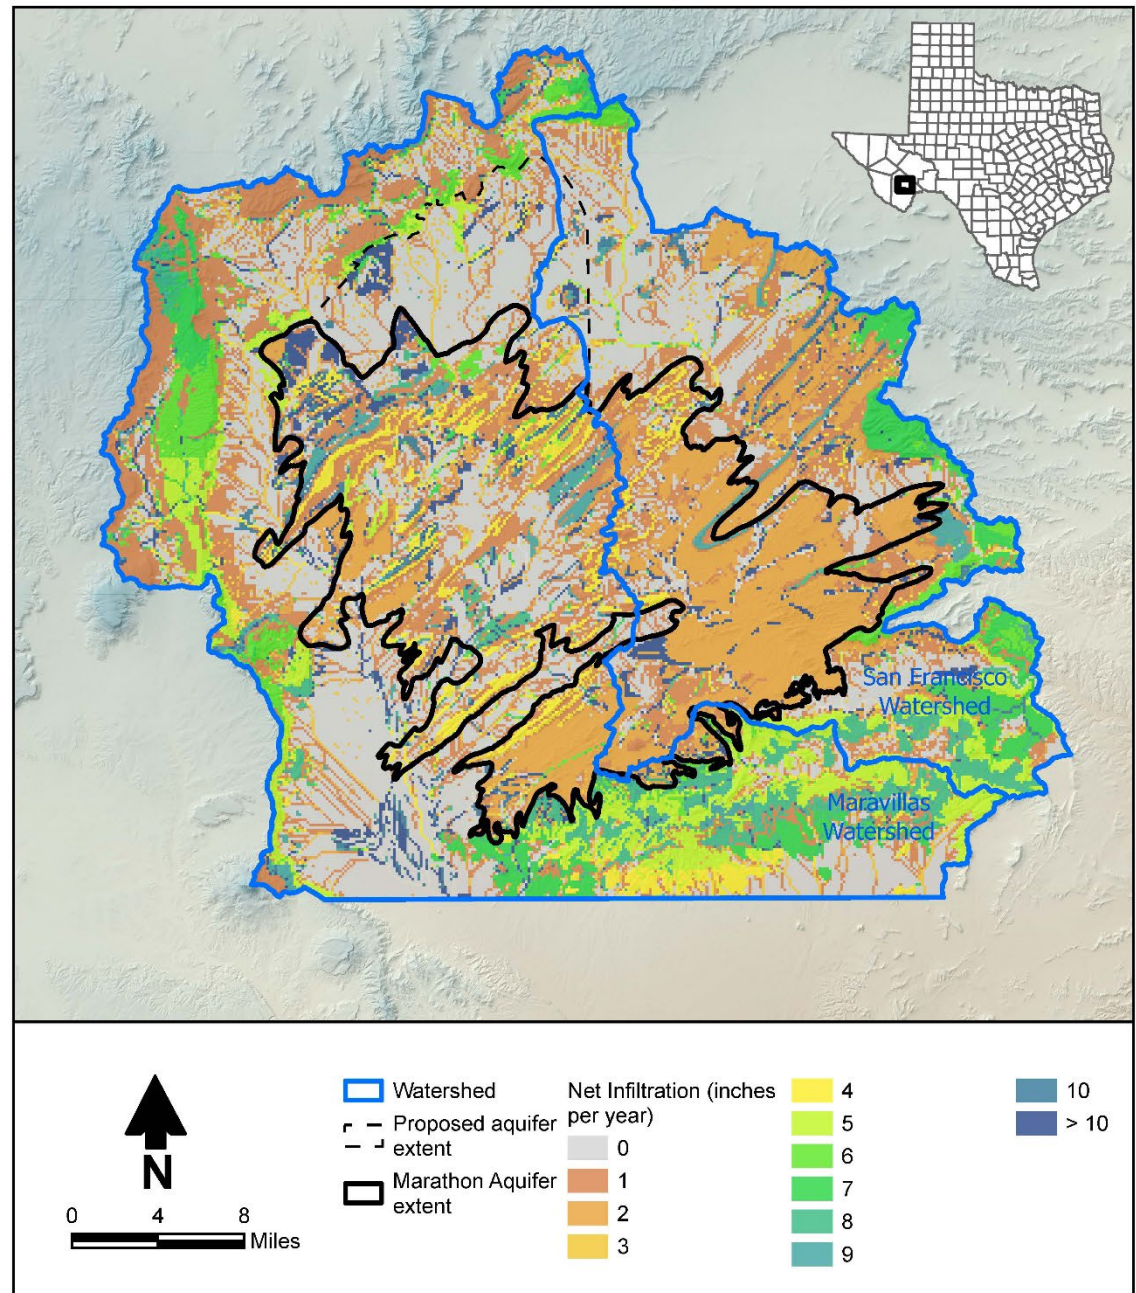 San Francisco
Watershed
Maravillas
Watershed
N
0 4 8
Miles
Watershed
Proposed aquifer
extent
Marathon Aquifer
extent
Net Infiltration (inches
per year)
0
1
2
3
4
5
6
7
8
9
10
> 10